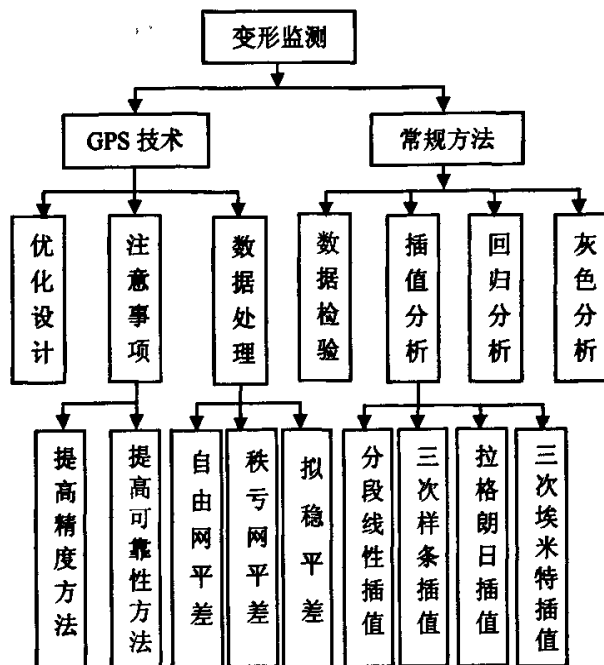 变形监测
GPS 技术
常规方法
优化设计
注意事项
数据处理
数据检验
插值分析
回归分析
灰色分析
提高精度方法
提高可靠性方法
自由网平差
秩亏网平差
拟稳平差
分段线性插值
三次样条插值
拉格朗日插值
三次埃米特插值